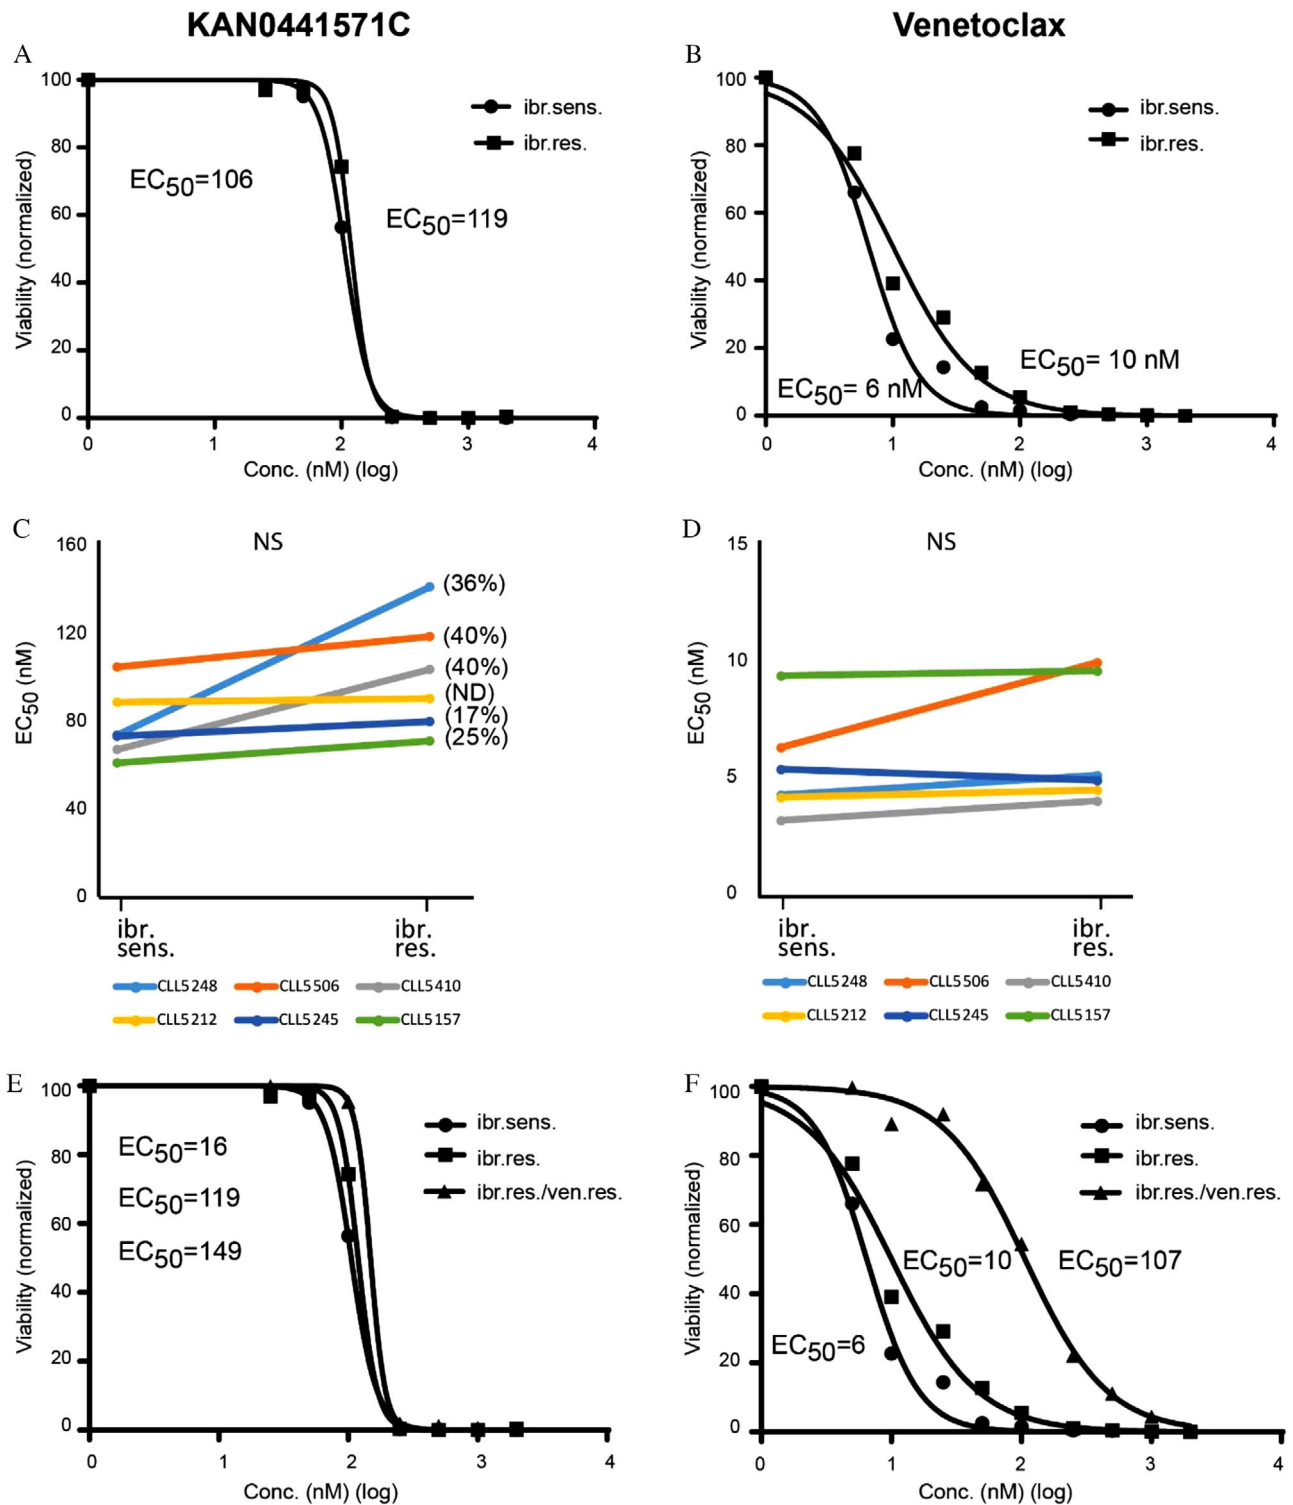 KAN0441571C
Venetoclax
A
100
80
60
40
20
0
0
1
2
3
4
Viability (normalized)
Conc. (nM) (log)
ibr.sens.
ibr.res.
EC50=106
EC50=119
B
100
80
60
40
20
0
0
1
2
3
4
Viability (normalized)
Conc. (nM) (log)
ibr.sens.
ibr.res.
EC50= 10 nM
EC50= 6 nM
C
NS
160
120
80
40
0
EC50 (nM)
(36%)
(40%)
(40%)
(ND)
(17%)
(25%)
ibr.
sens.
ibr.
res.
CLL5248
CLL5506
CLL5410
CLL5212
CLL5245
CLL5157
D
NS
15
10
5
0
EC50 (nM)
ibr.
sens.
ibr.
res.
CLL5248
CLL5506
CLL5410
CLL5212
CLL5245
CLL5157
E
100
80
60
40
20
0
0
1
2
3
4
Viability (normalized)
Conc. (nM) (log)
ibr.sens.
ibr.res.
ibr.res./ven.res.
EC50=16
EC50=119
EC50=149
F
100
80
60
40
20
0
0
1
2
3
4
Viability (normalized)
Conc. (nM) (log)
ibr.sens.
ibr.res.
ibr.res./ven.res.
EC50=10
EC50=107
EC50=6